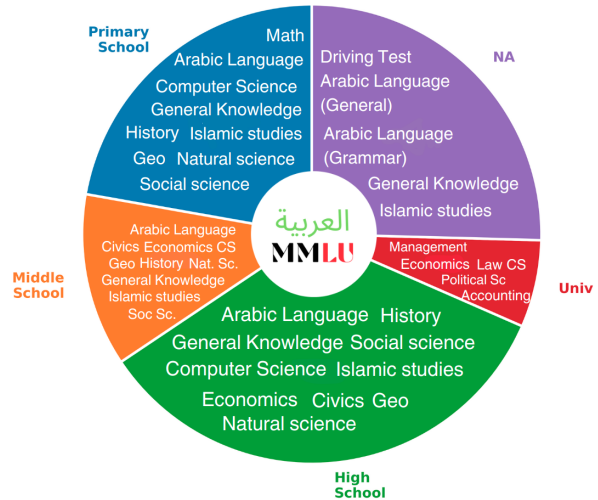 Primary
School
Math
Arabic Language
Computer Science
General Knowledge
History Islamic studies
Geo Natural science
Social science
NA
Driving Test
Arabic Language
(General)
Arabic Language
(Grammar)
General Knowledge
Islamic studies
العربية
MMLU
Middle
School
Arabic Language
Civics Economics CS
Geo History Nat. Sc.
General Knowledge
Islamic studies
Soc Sc.
Univ
Management
Economics Law CS
Political Sc
Accounting
Arabic Language History
General Knowledge Social science
Computer Science Islamic studies
Economics Civics Geo
Natural science
High
School